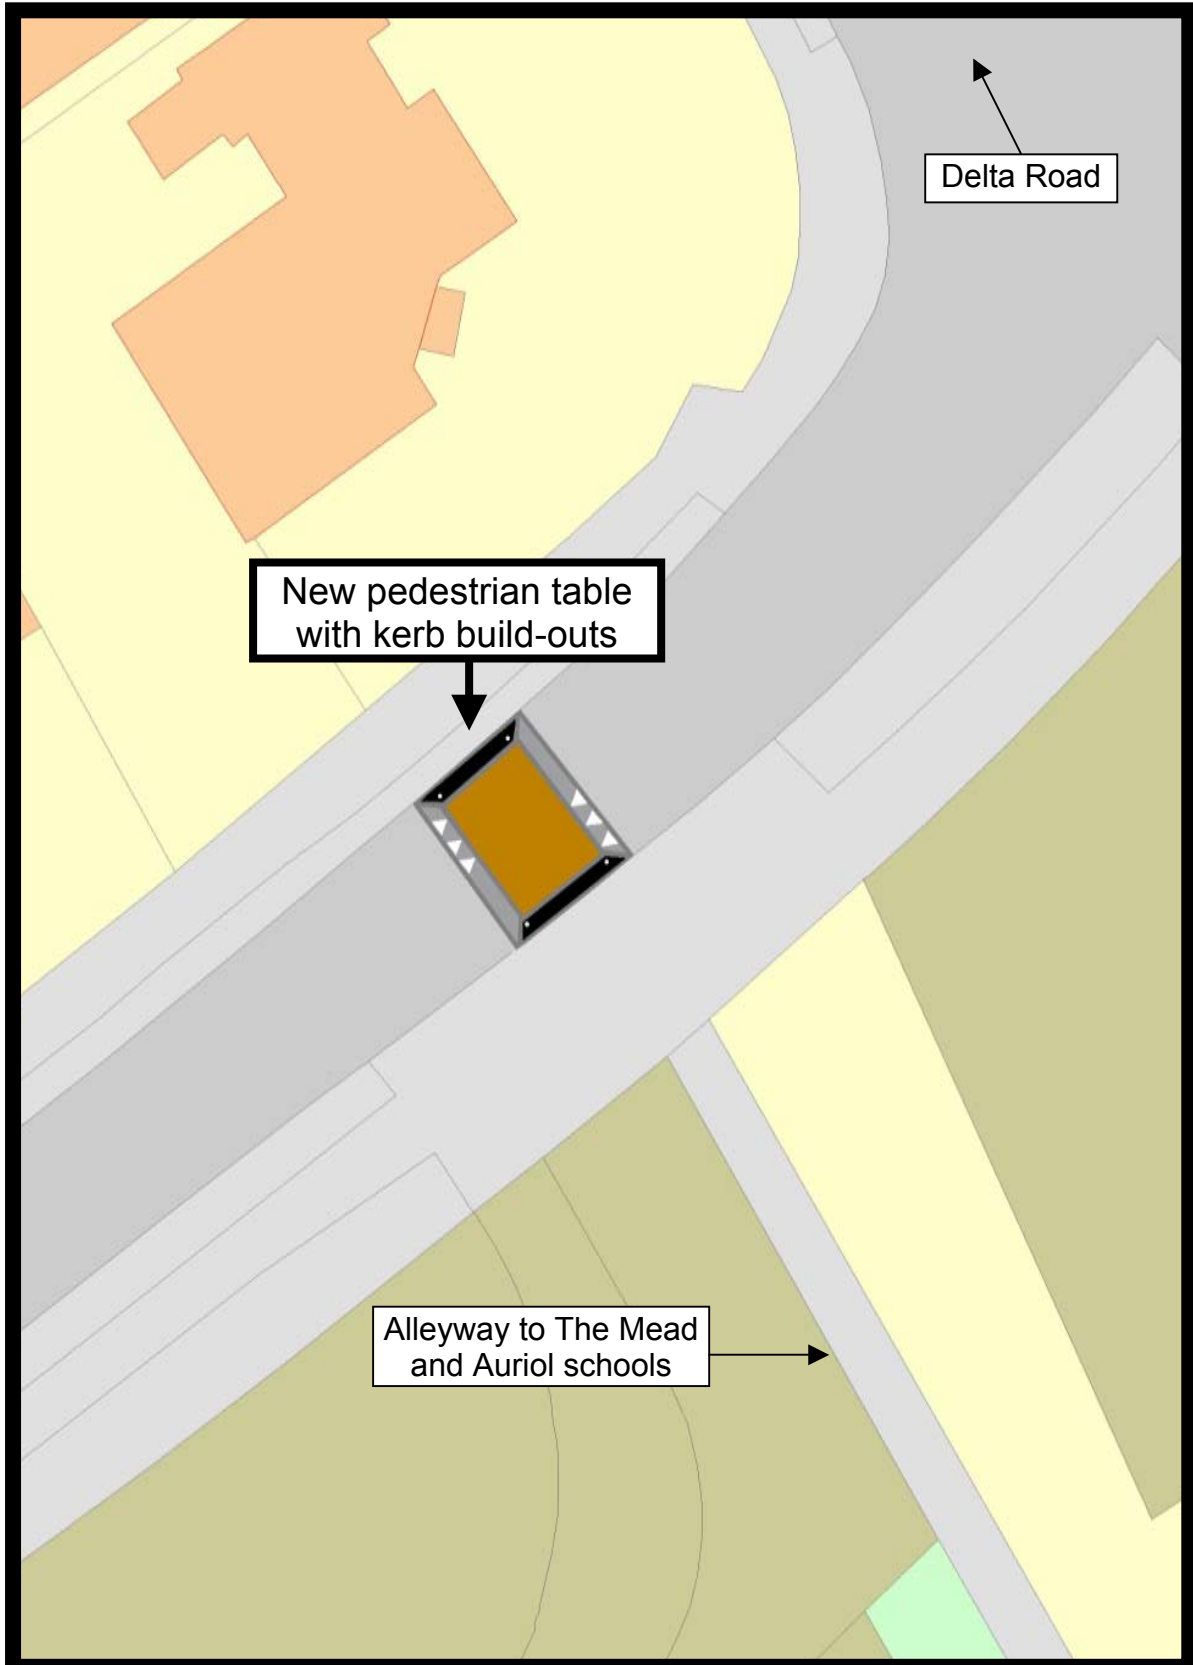 Delta Road
New pedestrian table
with kerb build-outs
Alleyway to The Mead
and Auriol schools